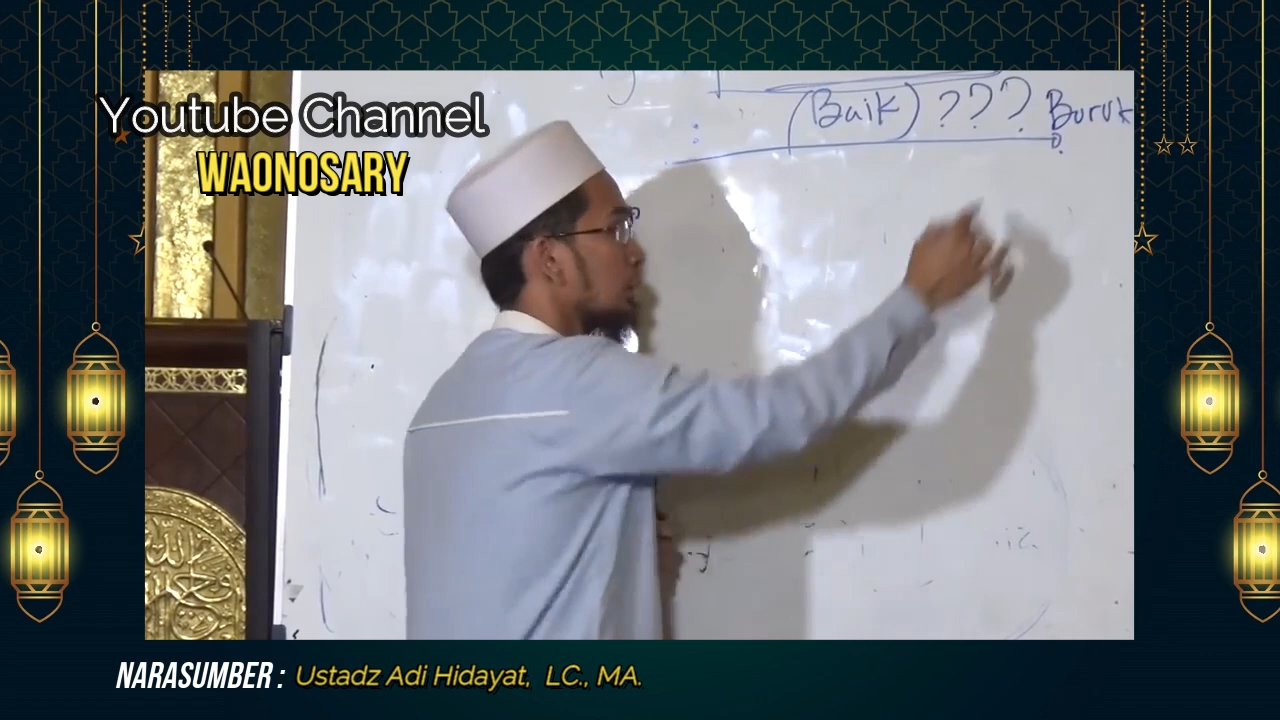 Youtube Channel
WAONOSARY
(Baik) ??? Buruk
NARASUMBER : Ustadz Adi Hidayat, LC., MA.